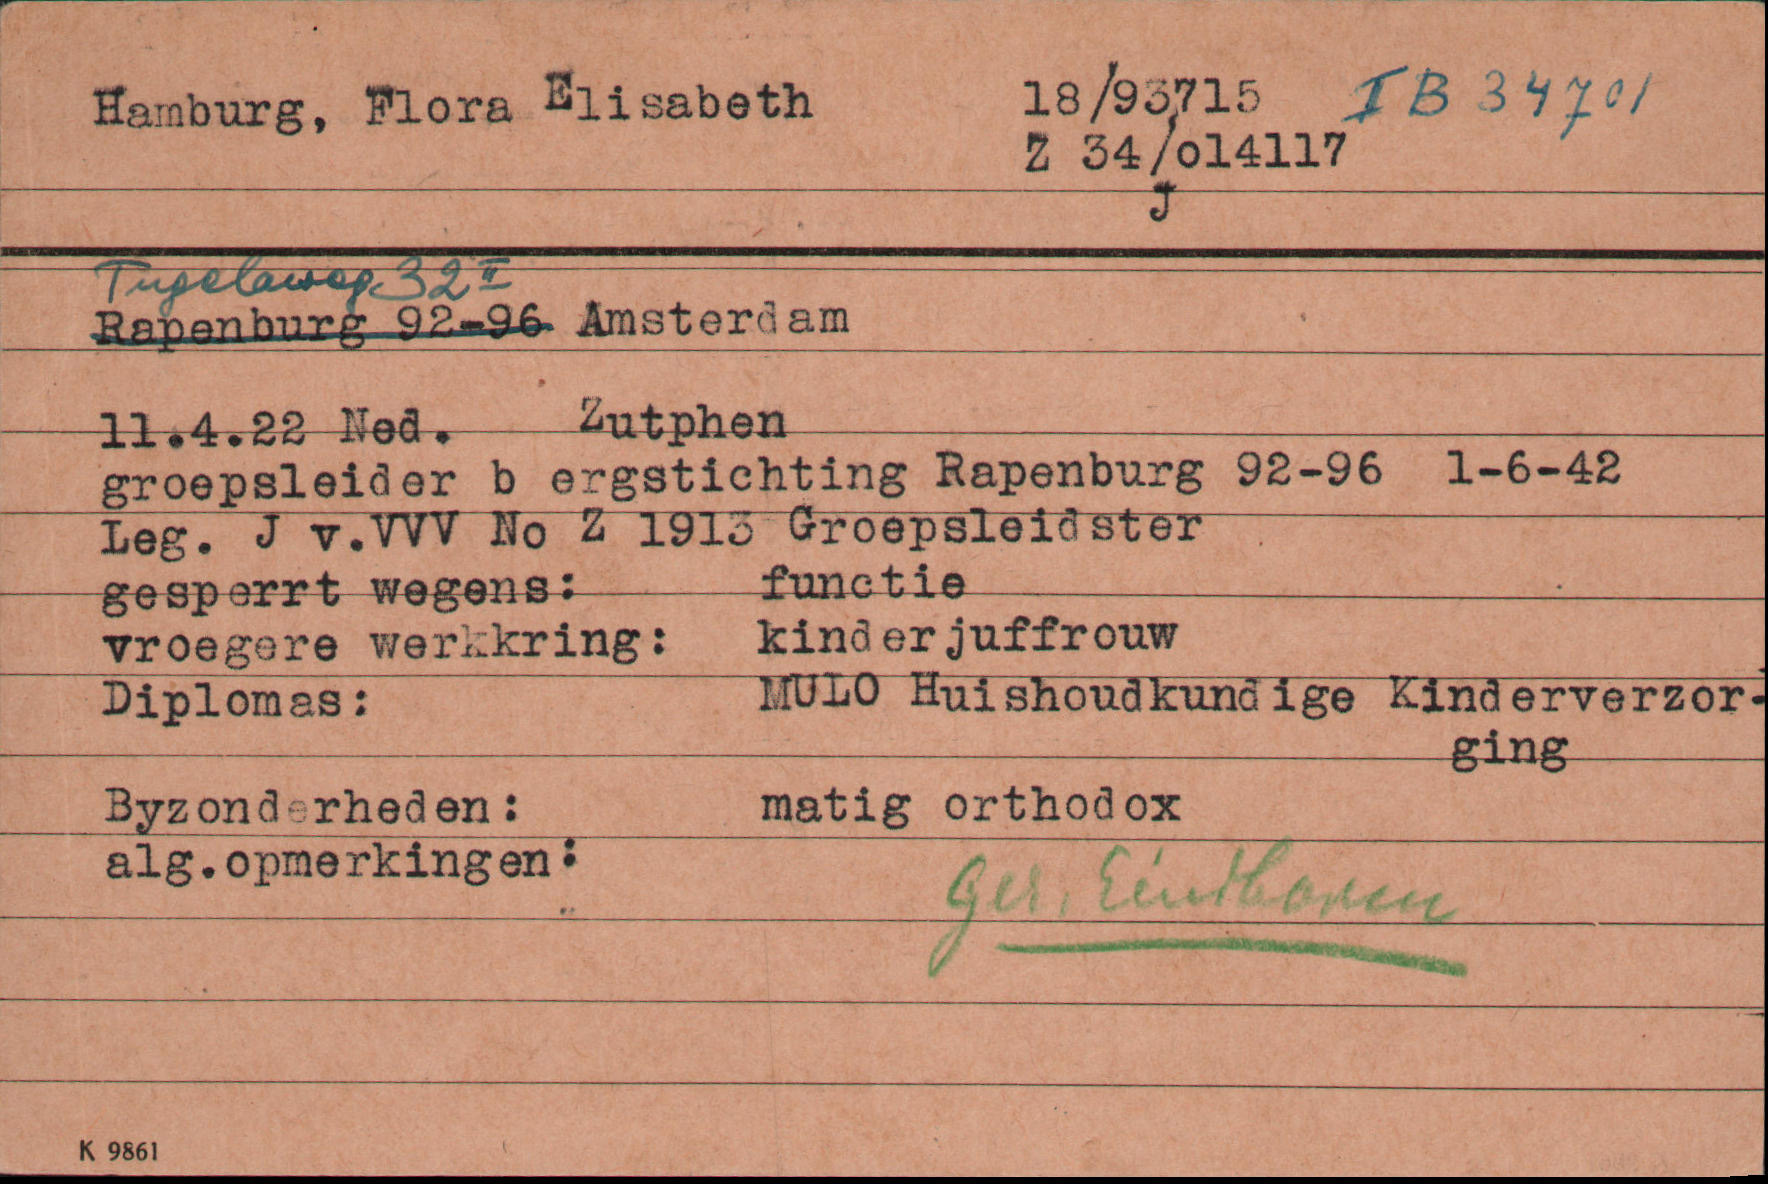 Hamburg, Flora Elisabeth 18/93715 I B 34701
Z 34/014117
J
Tugelaweg 32 II
Rapenburg 92-96 Amsterdam
11.4.22 Ned. Zutphen
groepsleider b ergstichting Rapenburg 92-96 1-6-42
Leg. J v.VVV No Z 1913 Groepsleidster
gesperrt wegens: functie
vroegere werkkring: kinderjuffrouw
Diplomas: MULO Huishoudkundige Kinderverzor-
ging
Byzonderheden: matig orthodox
alg.opmerkingen:
Ger. Eindhoven
K 9861